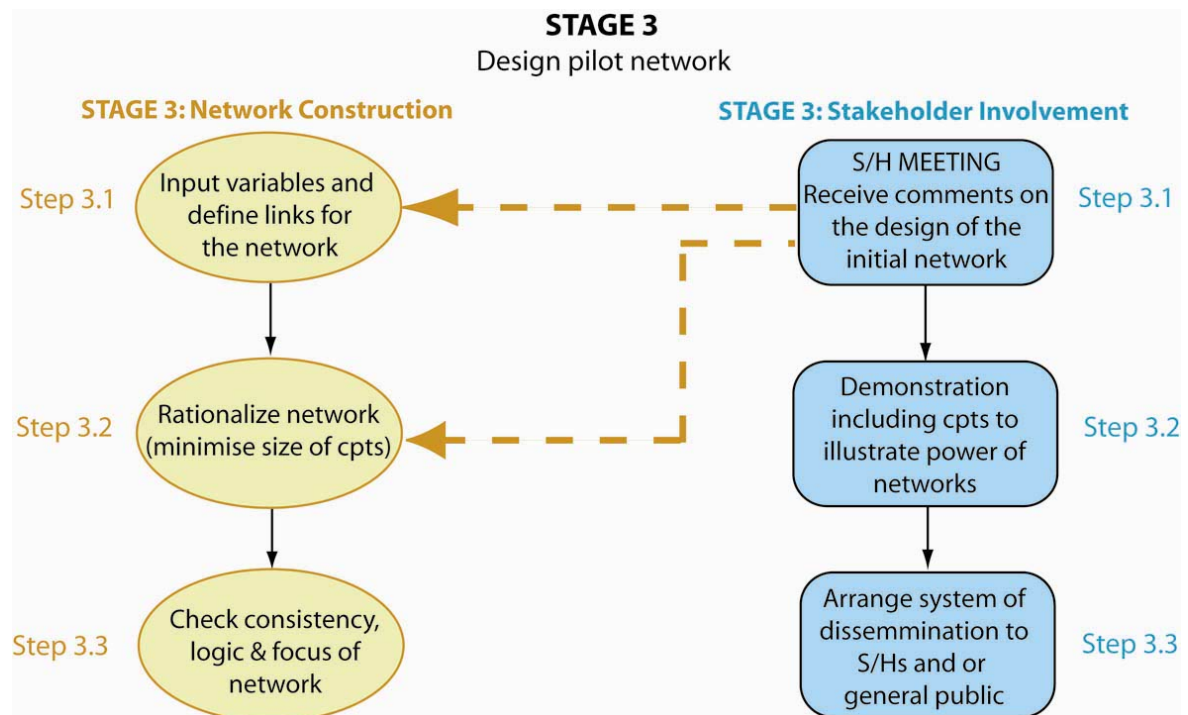 STAGE 3
Design pilot network
STAGE 3: Network Construction
Step 3.1
Input variables and
define links for
the network
Step 3.2
Rationalize network
(minimise size of cpts)
Step 3.3
Check consistency,
logic & focus of
network
STAGE 3: Stakeholder Involvement
S/H MEETING
Receive comments on
the design of the
initial network
Step 3.1
Demonstration
including cpts to
illustrate power of
networks
Step 3.2
Arrange system of
dissemmination to
S/Hs and or
general public
Step 3.3